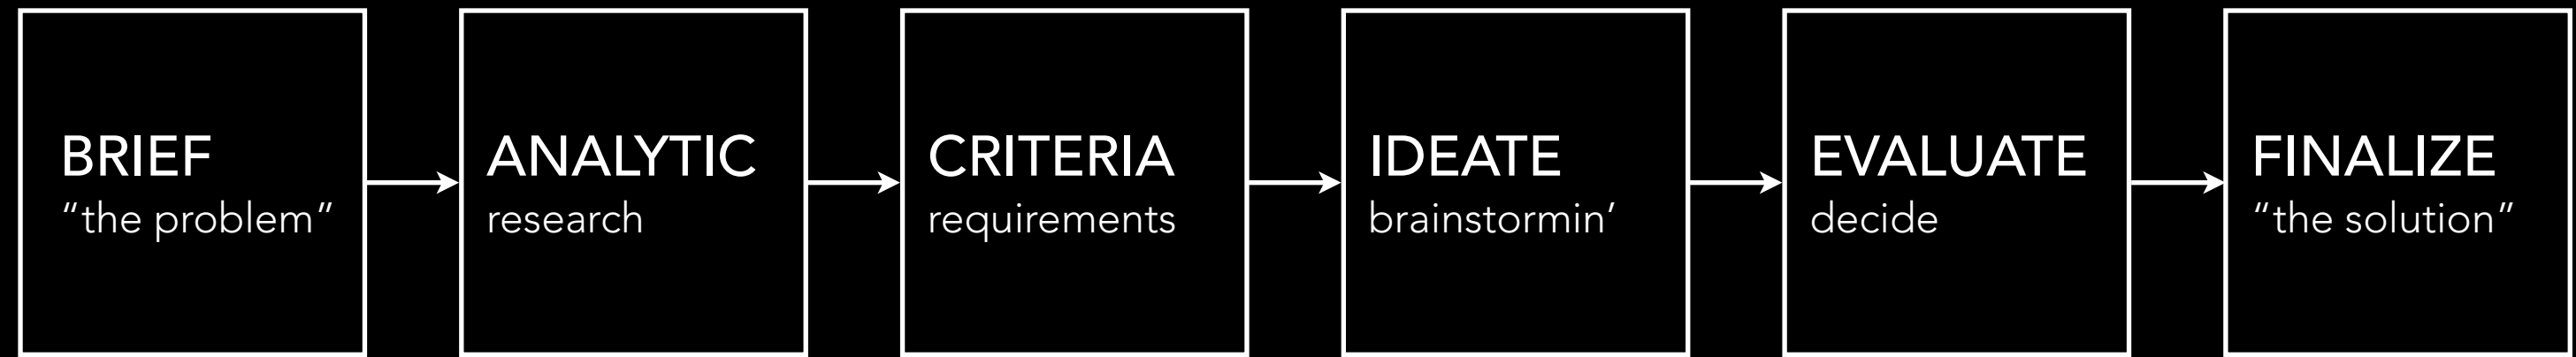 BRIEF
“the problem”
ANALYTIC
research
CRITERIA
requirements
IDEATE
brainstormin’
EVALUATE
decide
FINALIZE
“the solution”